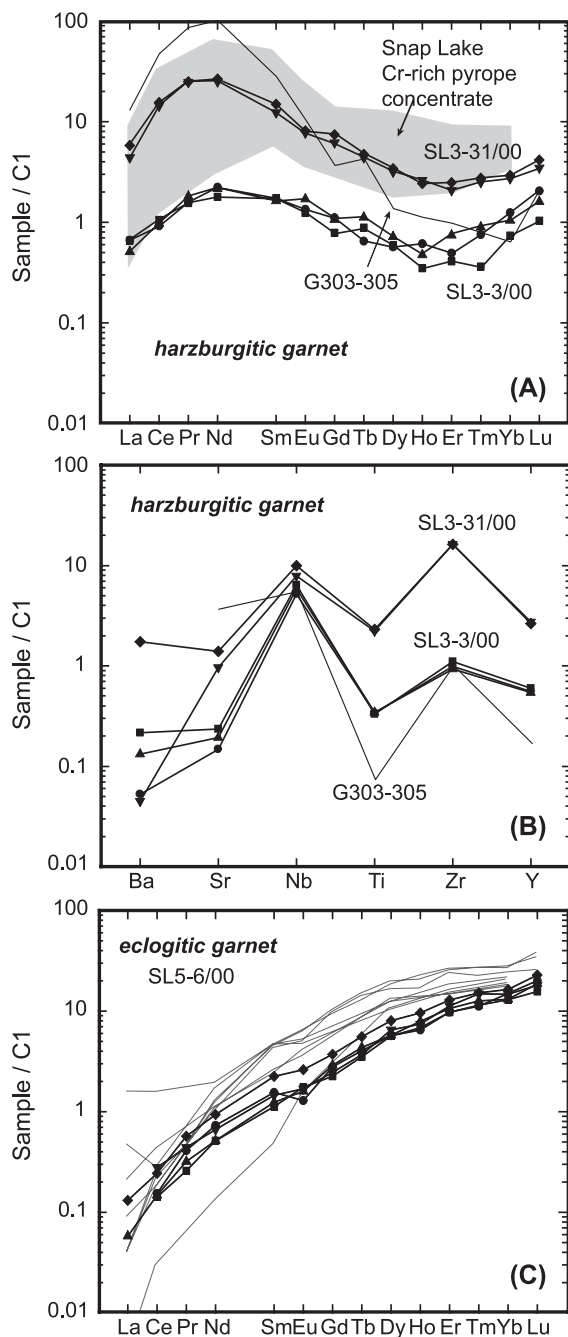 100
Snap Lake
Cr-rich pyrope
concentrate
10
SL3-31/00
Sample / C1
1
G303-305
SL3-3/00
0.1
harzburgitic garnet
(A)
0.01
La Ce Pr Nd Sm Eu Gd Tb Dy Ho Er Tm Yb Lu
100
harzburgitic garnet
SL3-31/00
10
Sample / C1
SL3-3/00
1
0.1
G303-305
(B)
0.01
Ba Sr Nb Ti Zr Y
100
eclogitic garnet
SL5-6/00
10
Sample / C1
1
0.1
(C)
0.01
La Ce Pr Nd Sm Eu Gd Tb Dy Ho Er Tm Yb Lu